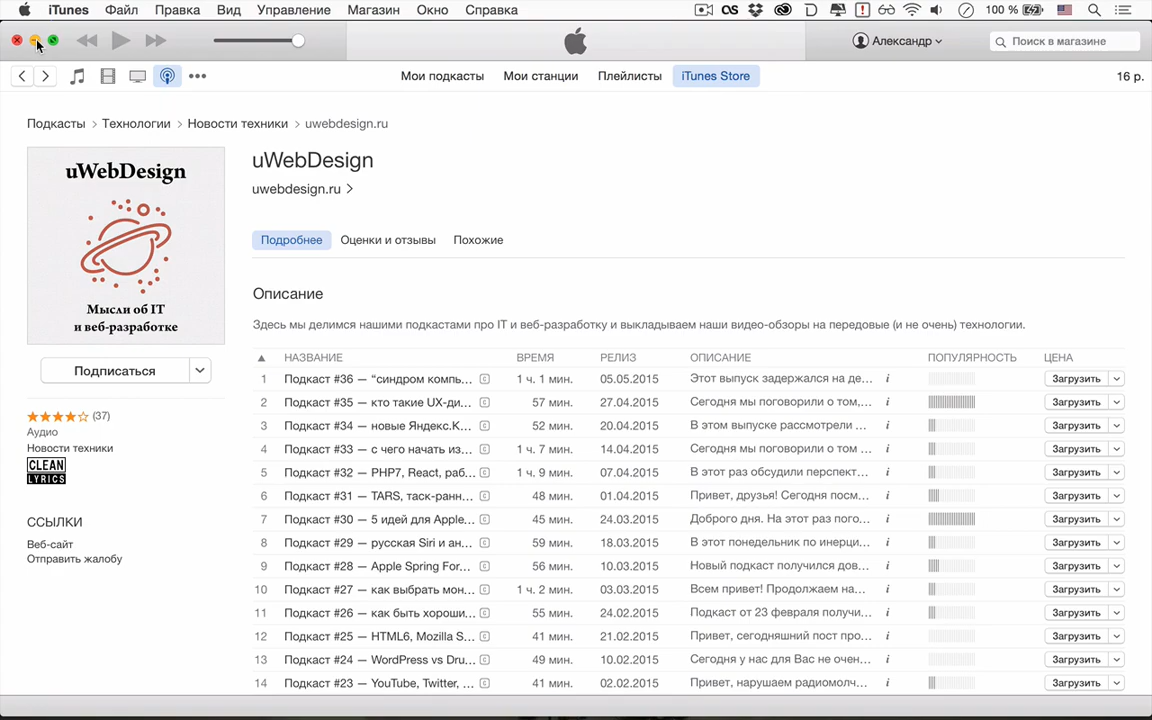 iTunes Файл Правка Вид Управление Магазин Окно Справка 100 %
Александр Поиск в магазине
Мои подкасты Мои станции Плейлисты iTunes Store 16 р.
Подкасты > Технологии > Новости техники > uwebdesign.ru
uWebDesign
Мысли об IT
и веб-разработке
Подписаться
(37)
Аудио
Новости техники
CLEAN
LYRICS
ССЫЛКИ
Веб-сайт
Отправить жалобу
uWebDesign
uwebdesign.ru >
Подробнее Оценки и отзывы Похожие
Описание
Здесь мы делимся нашими подкастами про IT и веб-разработку и выкладываем наши видео-обзоры на передовые (и не очень) технологии.
НАЗВАНИЕ ВРЕМЯ РЕЛИЗ ОПИСАНИЕ ПОПУЛЯРНОСТЬ ЦЕНА
1 Подкаст #36 — “синдром компь... 1 ч. 1 мин. 05.05.2015 Этот выпуск задержался на де... Загрузить
2 Подкаст #35 — кто такие UX-ди... 57 мин. 27.04.2015 Сегодня мы поговорили о том,... Загрузить
3 Подкаст #34 — новые Яндекс.К... 52 мин. 20.04.2015 В этом выпуске рассмотрели ... Загрузить
4 Подкаст #33 — с чего начать из... 1 ч. 7 мин. 14.04.2015 Сегодня мы поговорили о том ... Загрузить
5 Подкаст #32 — PHP7, React, раб... 1 ч. 9 мин. 07.04.2015 В этот раз обсудили перспект... Загрузить
6 Подкаст #31 — TARS, таск-ранн... 48 мин. 01.04.2015 Привет, друзья! Сегодня посм... Загрузить
7 Подкаст #30 — 5 идей для Apple... 45 мин. 24.03.2015 Доброго дня. На этот раз пого... Загрузить
8 Подкаст #29 — русская Siri и ан... 59 мин. 18.03.2015 В этот понедельник по инерци... Загрузить
9 Подкаст #28 — Apple Spring For... 56 мин. 10.03.2015 Новый подкаст получился дов... Загрузить
10 Подкаст #27 — как выбрать мон... 1 ч. 2 мин. 03.03.2015 Всем привет! Продолжаем на... Загрузить
11 Подкаст #26 — как быть хороши... 55 мин. 24.02.2015 Подкаст от 23 февраля получи... Загрузить
12 Подкаст #25 — HTML6, Mozilla S... 41 мин. 21.02.2015 Привет, сегодняшний пост про... Загрузить
13 Подкаст #24 — WordPress vs Dru... 49 мин. 10.02.2015 Сегодня у нас для Вас не очен... Загрузить
14 Подкаст #23 — YouTube, Twitter, ... 41 мин. 02.02.2015 Привет, нарушаем радиомолч... Загрузить